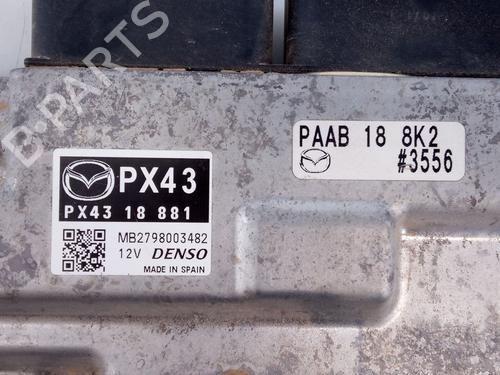 PAAB 18 8K2
#3556
PX43
PX43 18 881
MB2798003482
12V DENSO
MADE IN SPAIN
B-Parts